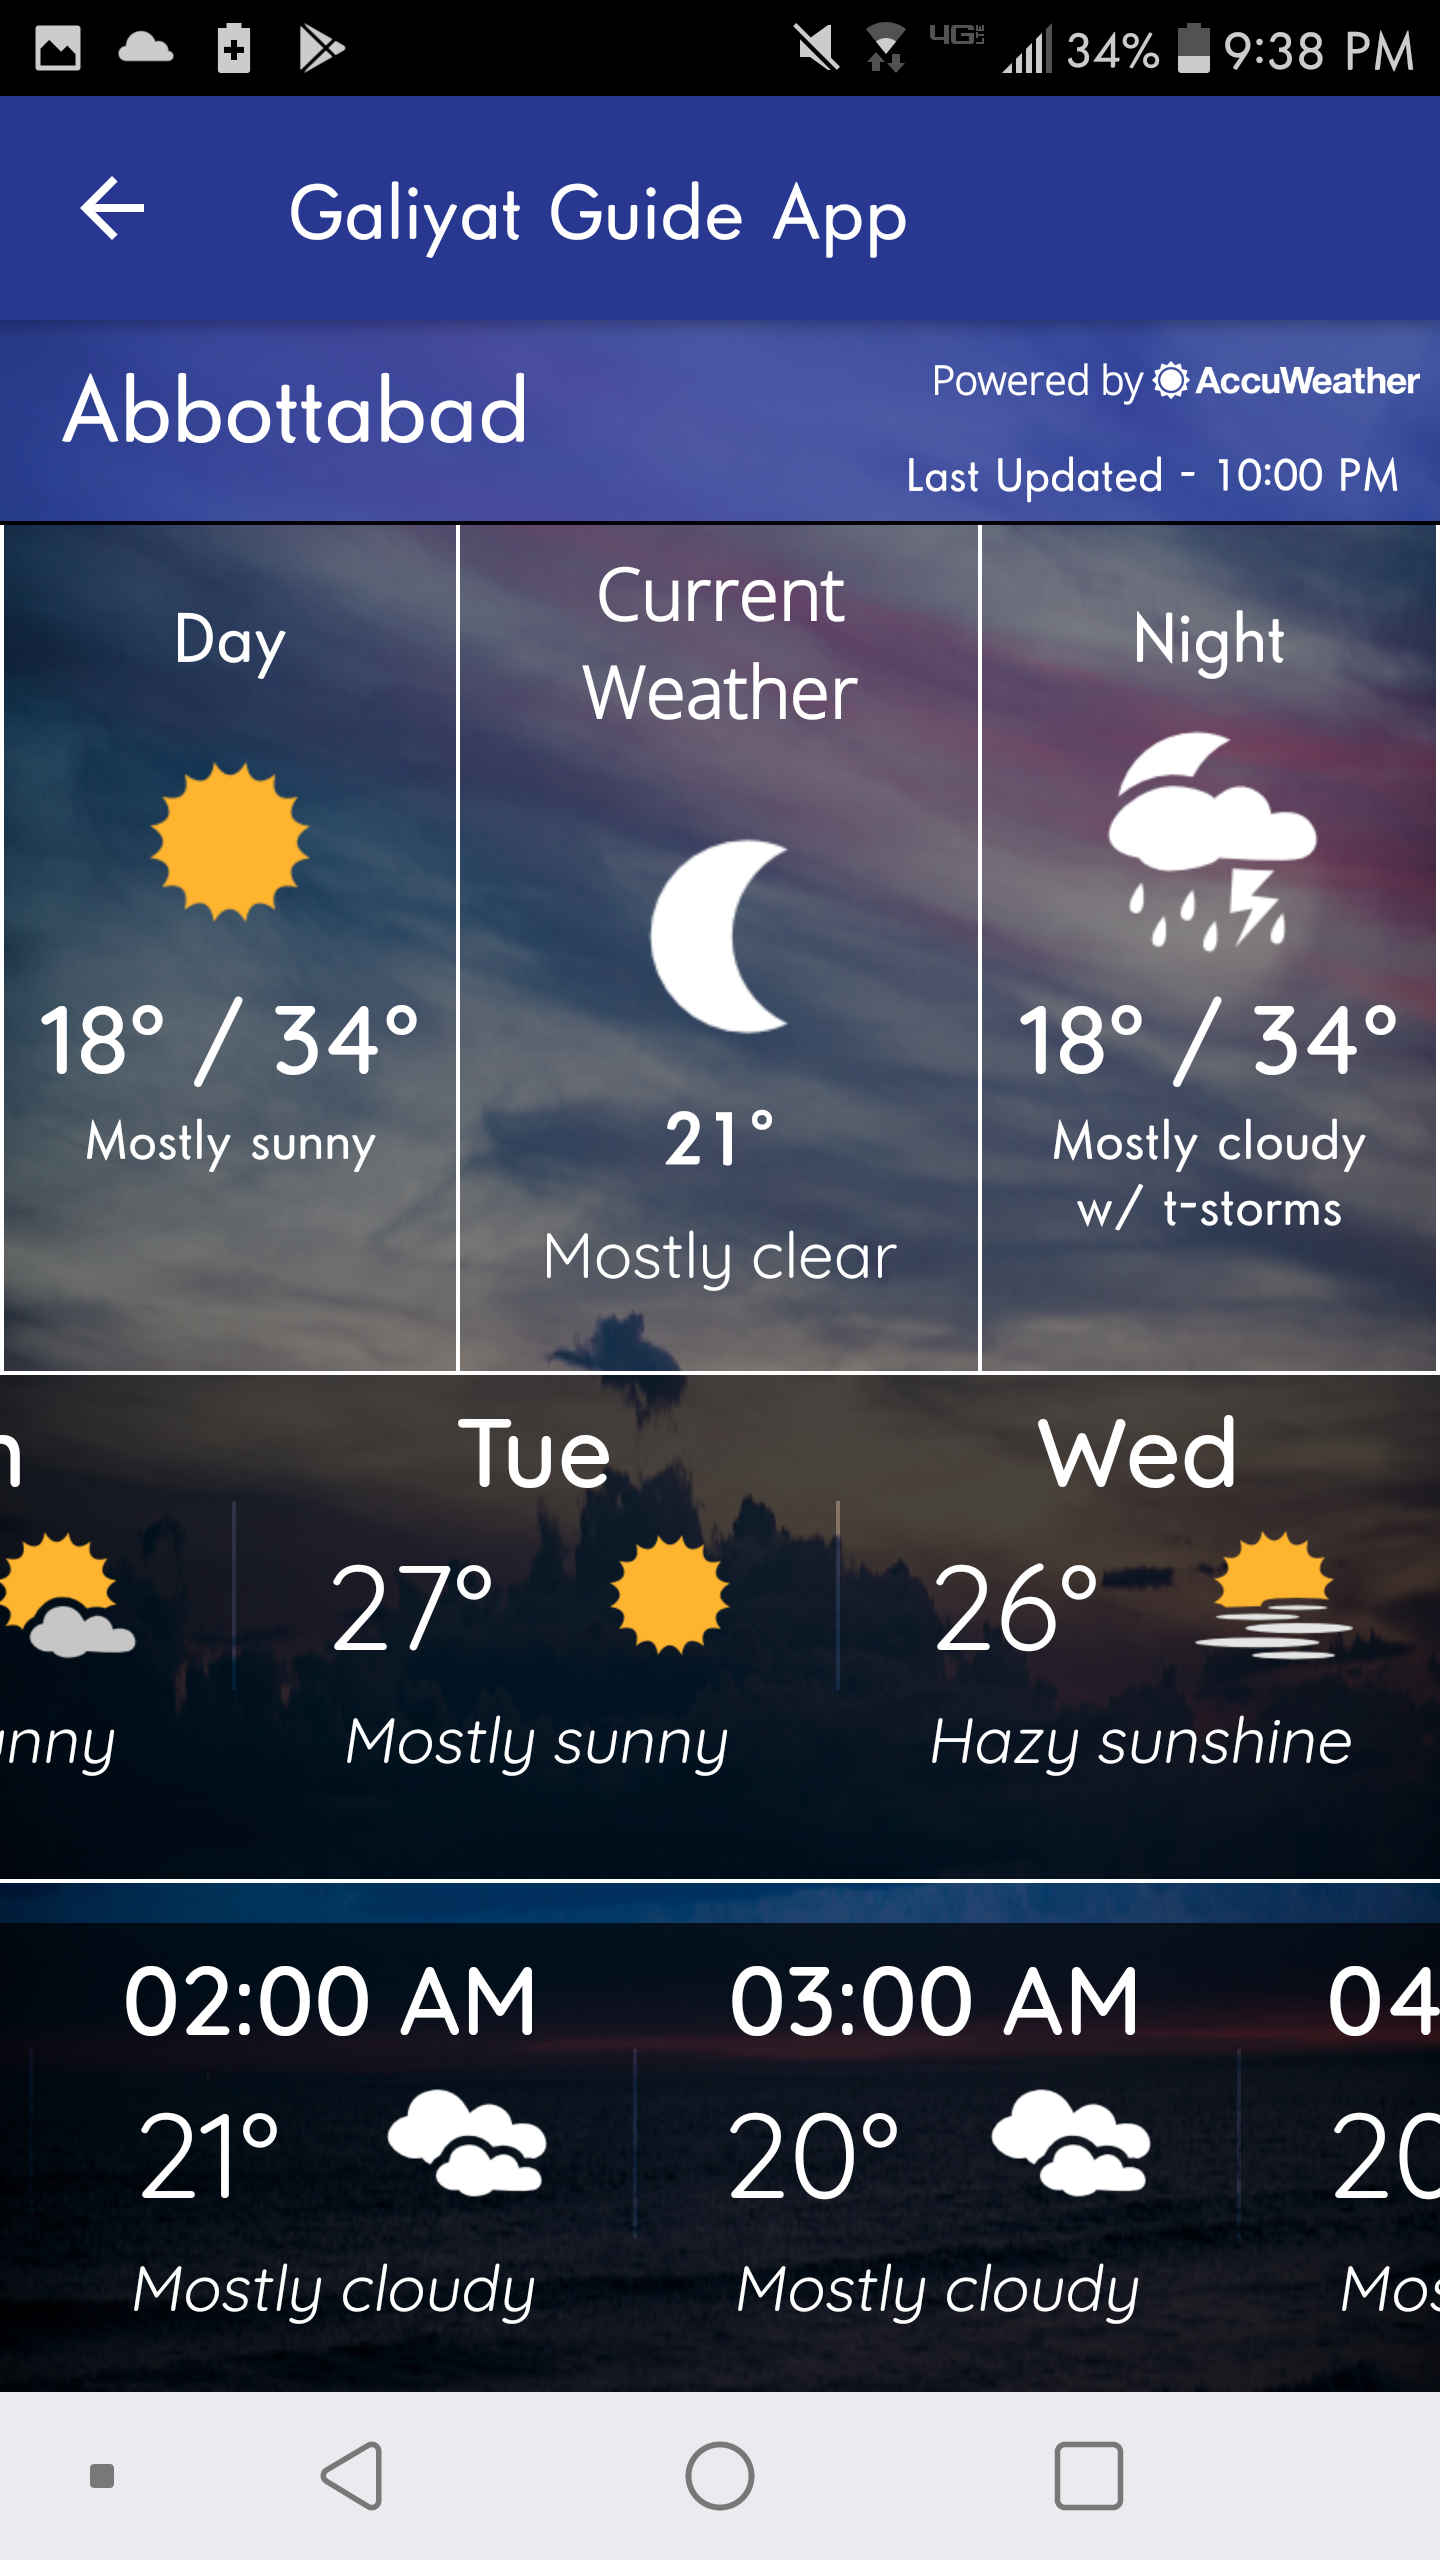 4G LTE 34% 9:38 PM
Galiyat Guide App
Abbottabad
Powered by AccuWeather
Last Updated - 10:00 PM
Day
18° / 34°
Mostly sunny
Current
Weather
21°
Mostly clear
Night
18° / 34°
Mostly cloudy
w/ t-storms
Tue
Wed
27°
26°
Mostly sunny
Hazy sunshine
02:00 AM
03:00 AM
04
21°
20°
20
Mostly cloudy
Mostly cloudy